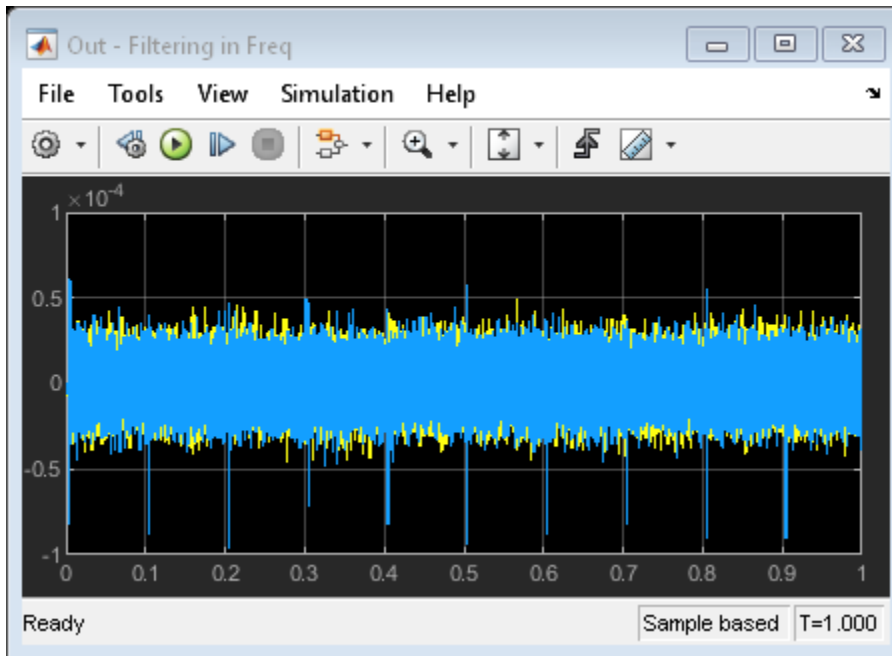 Out - Filtering in Freq
File Tools View Simulation Help
×10-4
1
0.5
0
-0.5
-1
0 0.1 0.2 0.3 0.4 0.5 0.6 0.7 0.8 0.9 1
Ready Sample based T=1.000